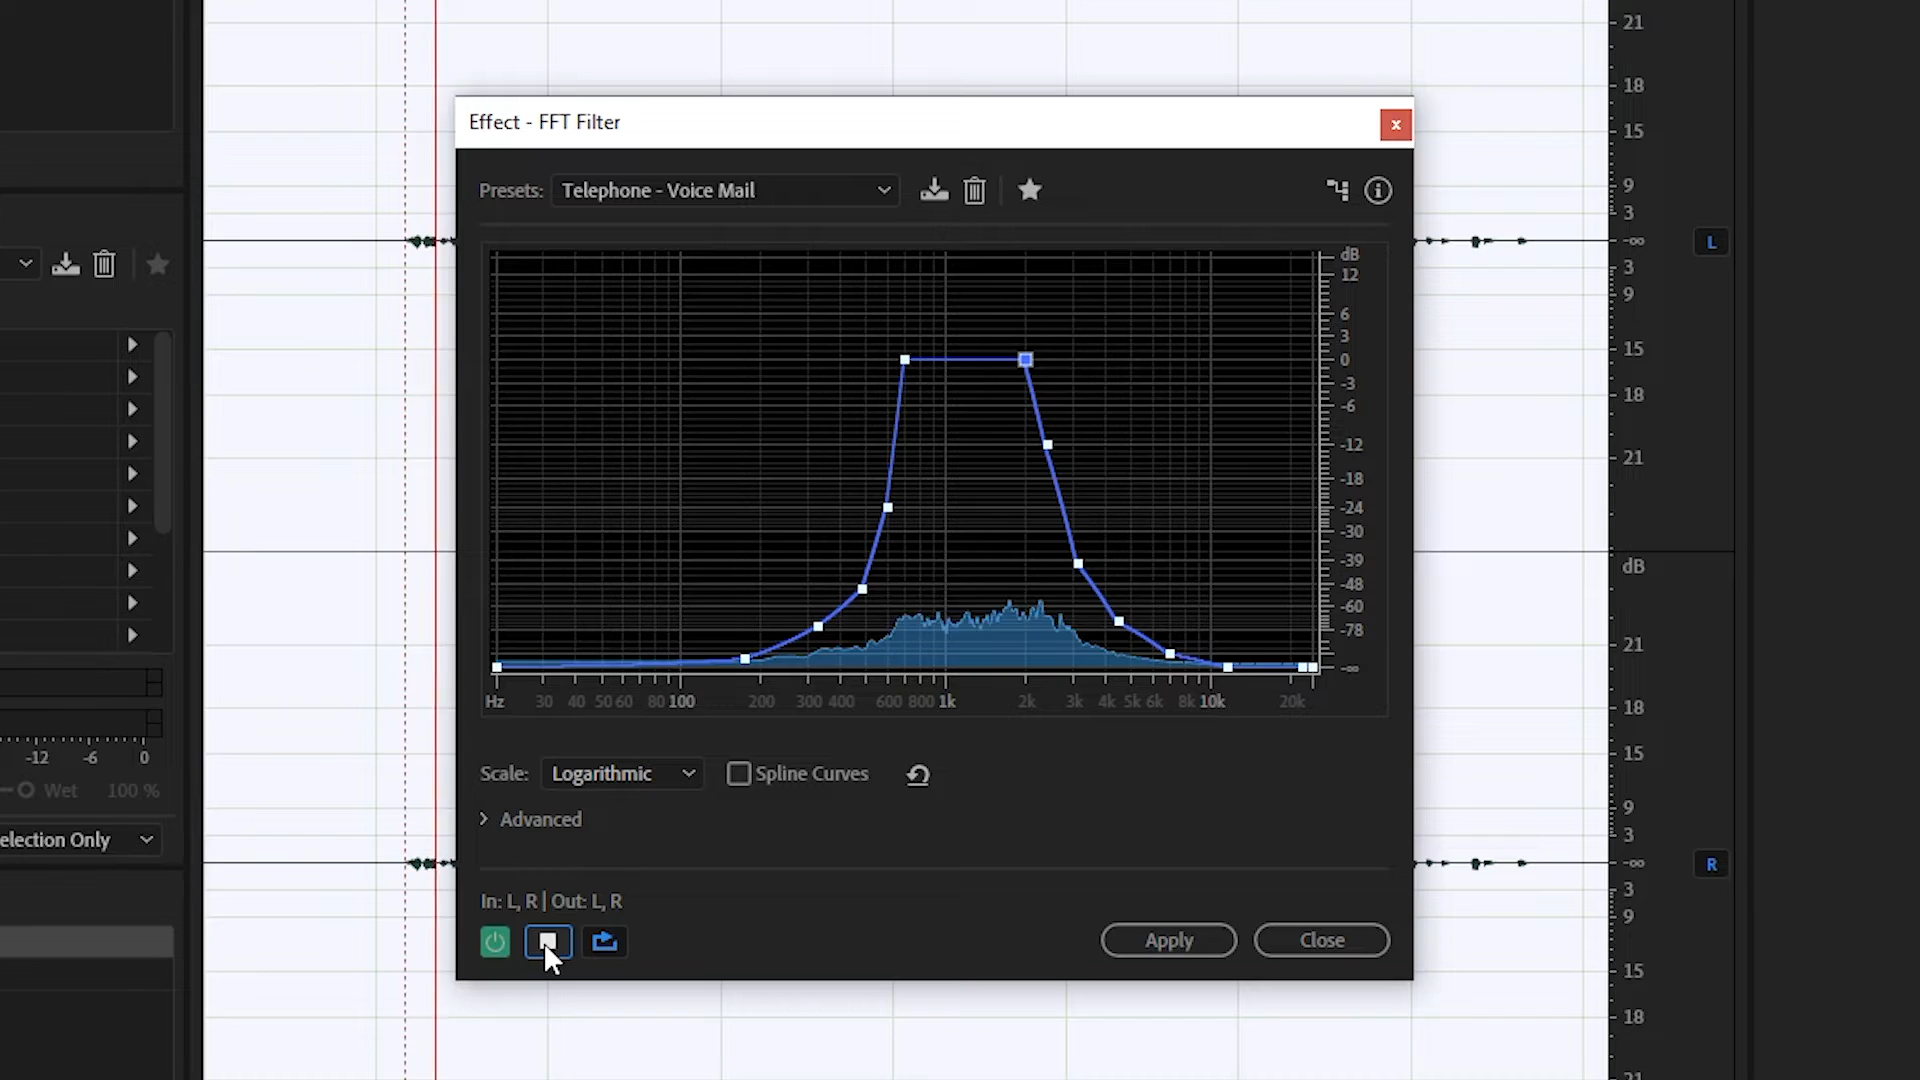 Effect - FFT Filter
x
Presets: Telephone - Voice Mail
dB
12
6
3
0
-3
-6
-12
-18
-24
-30
-39
-48
-60
-78
-∞
Hz 30 40 50 60 80 100 200 300 400 600 800 1k 2k 3k 4k 5k 6k 8k 10k 20k
Scale: Logarithmic Spline Curves
Advanced
In: L, R | Out: L, R
Apply Close
-12 -6 0
Wet 100 %
election Only
21
18
15
9
3
-∞
3
9
15
18
21
dB
21
18
15
9
3
-∞
3
9
15
18
21
L
R